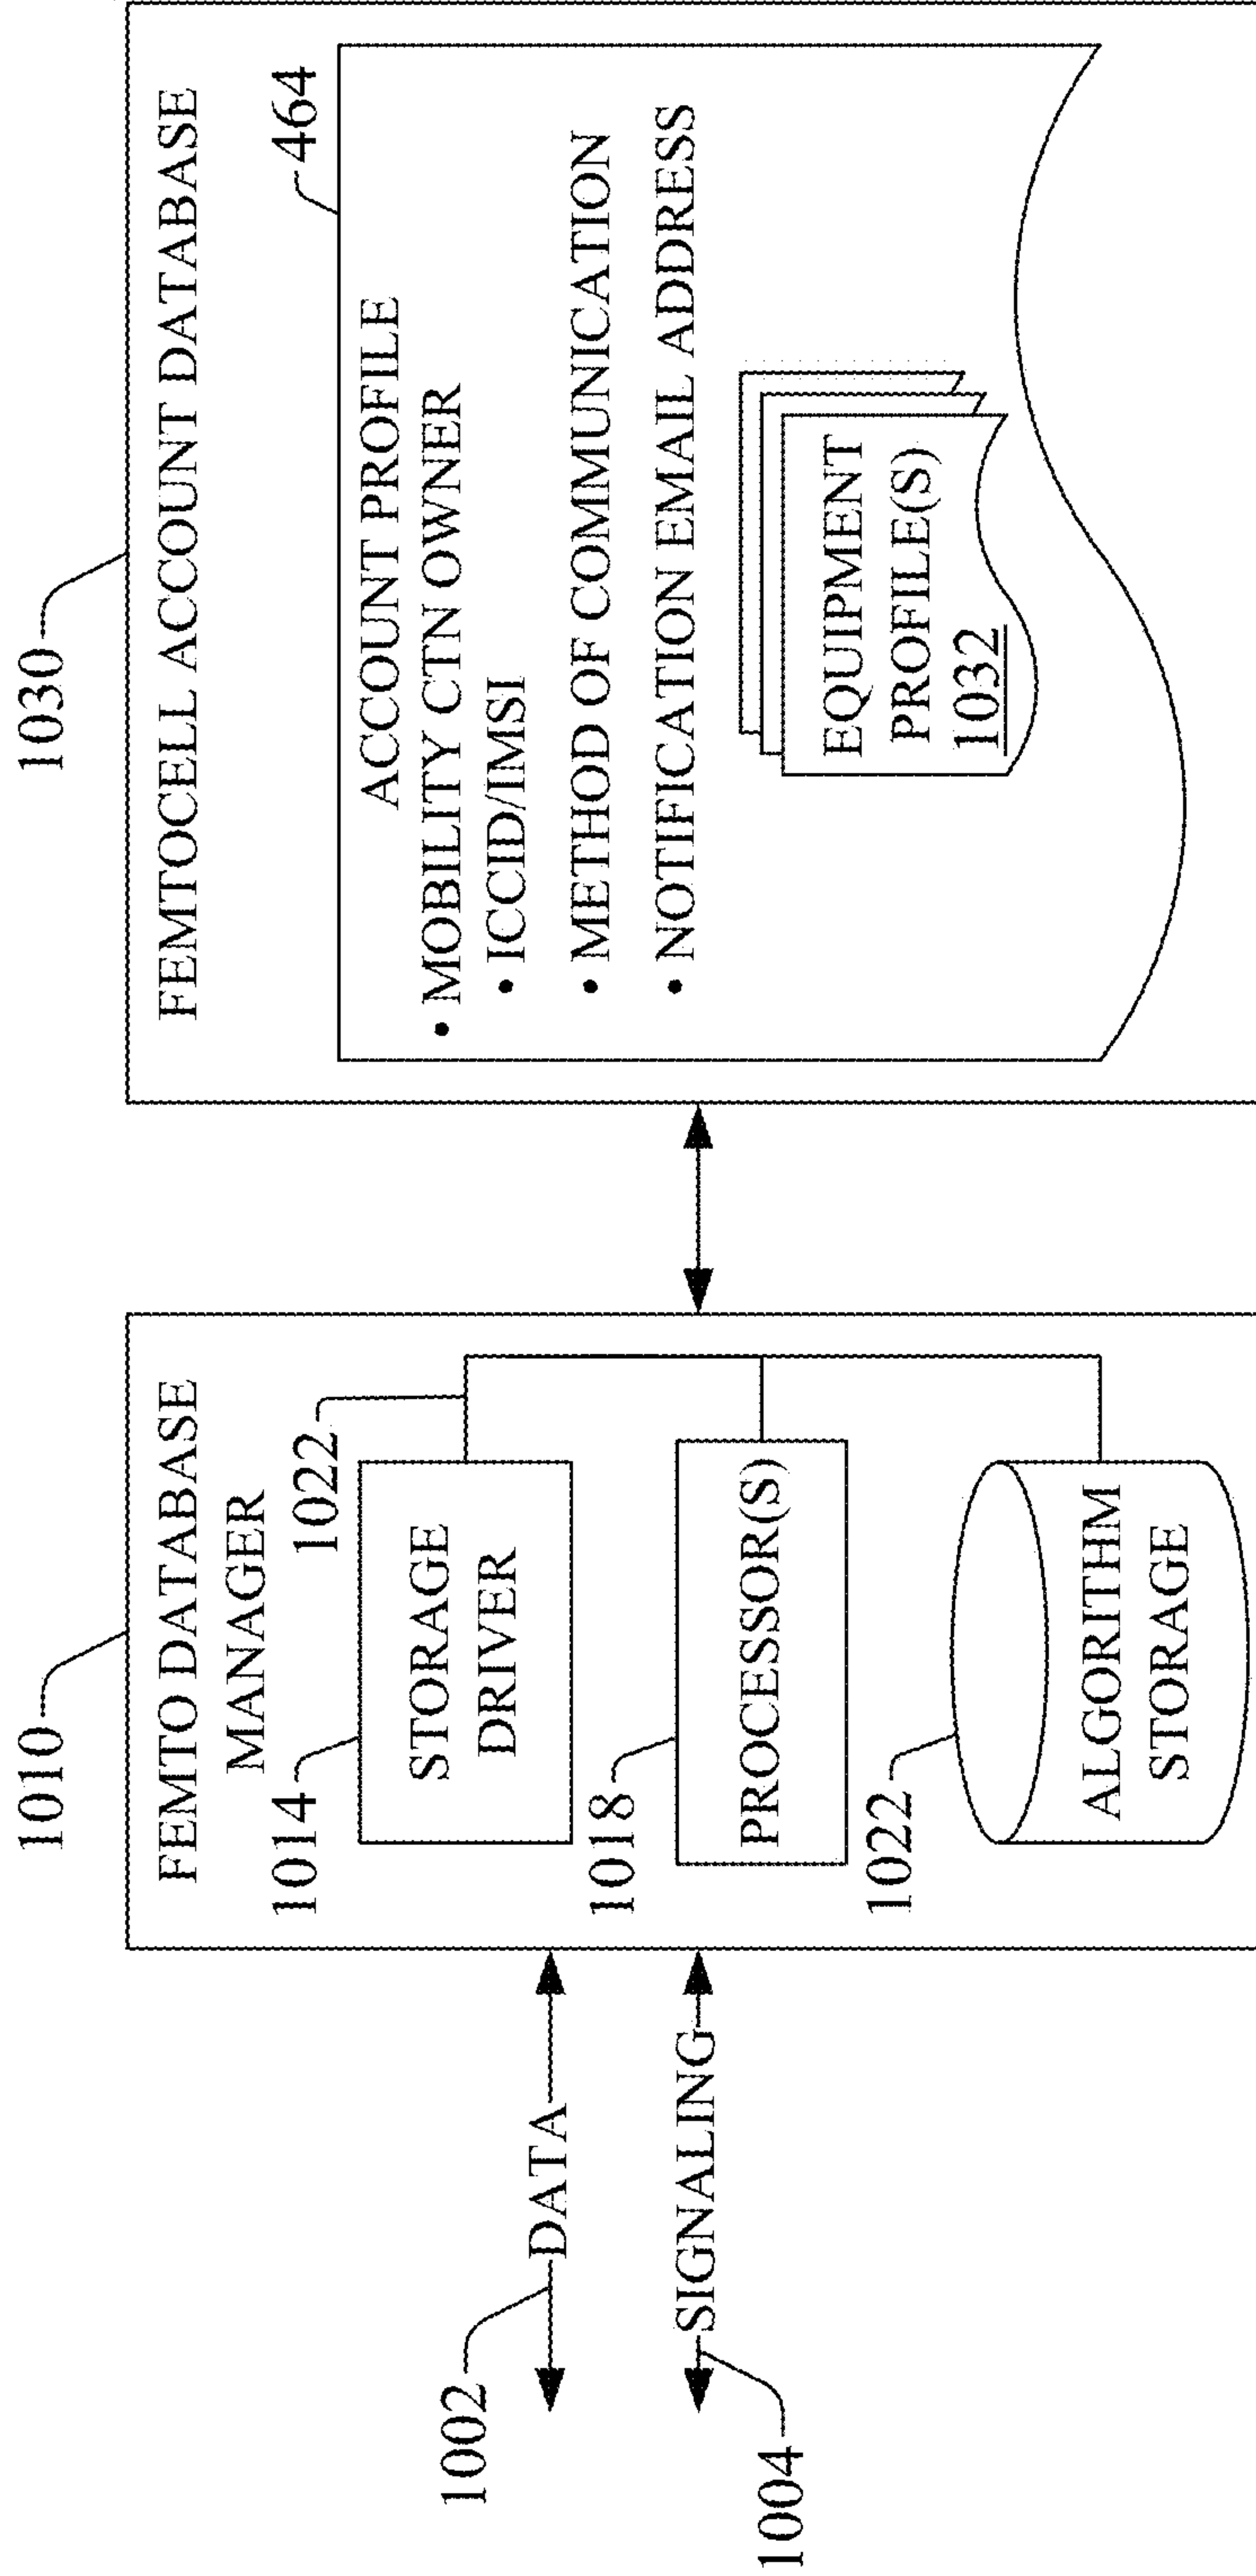 1002
DATA
SIGNALING
1004
1010
FEMTO DATABASE
MANAGER
1014
1022
STORAGE
DRIVER
1018
PROCESSOR(S)
1022
ALGORITHM
STORAGE
1030
FEMTOCELL ACCOUNT DATABASE
464
ACCOUNT PROFILE
• MOBILITY CTN OWNER
• ICCID/IMSI
• METHOD OF COMMUNICATION
• NOTIFICATION EMAIL ADDRESS
EQUIPMENT
PROFILE(S)
1032